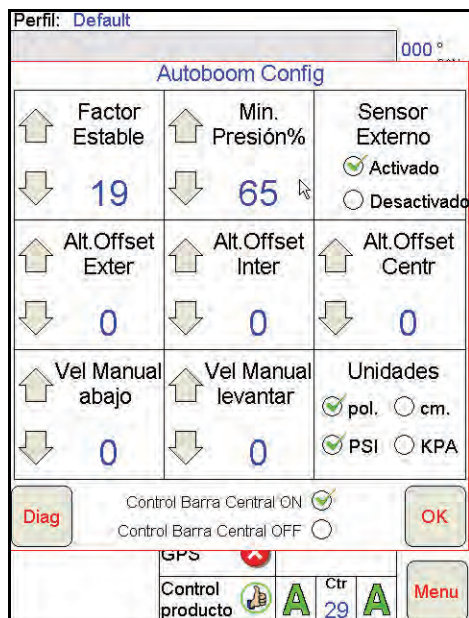 Perfil: Default
000 °
Autoboom Config
Factor
Estable
19
Min.
Presión%
65
Sensor
Externo
Activado
Desactivado
Alt.Offset
Exter
0
Alt.Offset
Inter
0
Alt.Offset
Centr
0
Vel Manual
abajo
0
Vel Manual
levantar
0
Unidades
pol. cm.
PSI KPA
Diag
Control Barra Central ON
Control Barra Central OFF
OK
GPS
Control
producto
A
Ctr
29
A
Menu